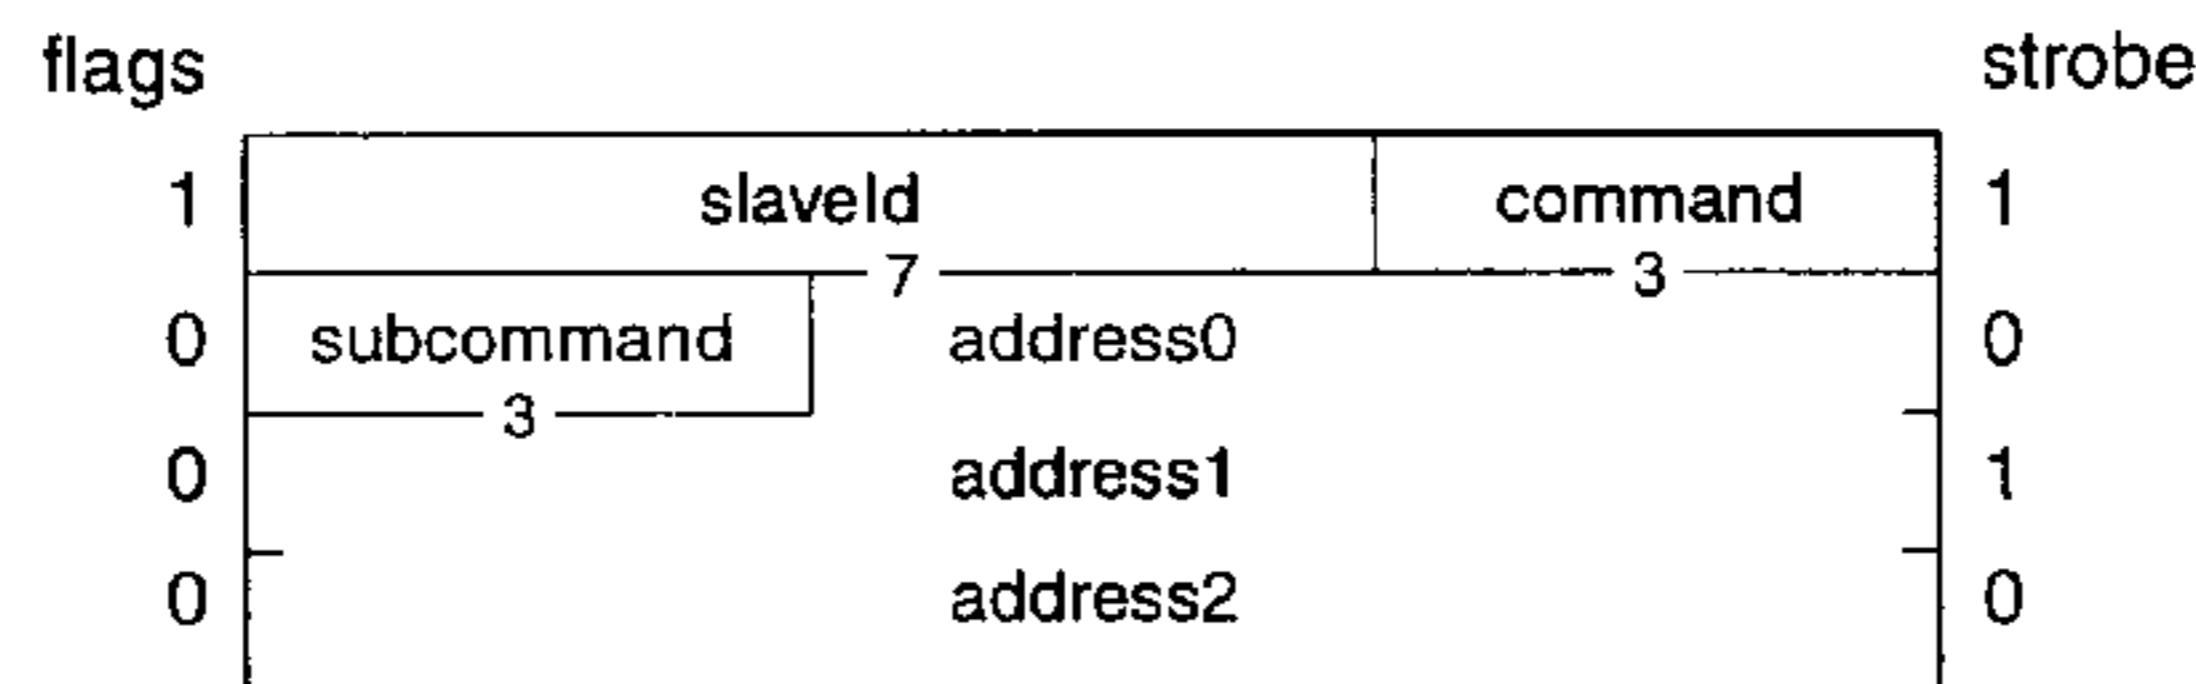 flags strobe
1 slaveId command 1
7 3
0 subcommand address0 0
3
0 address1 1
0 address2 0